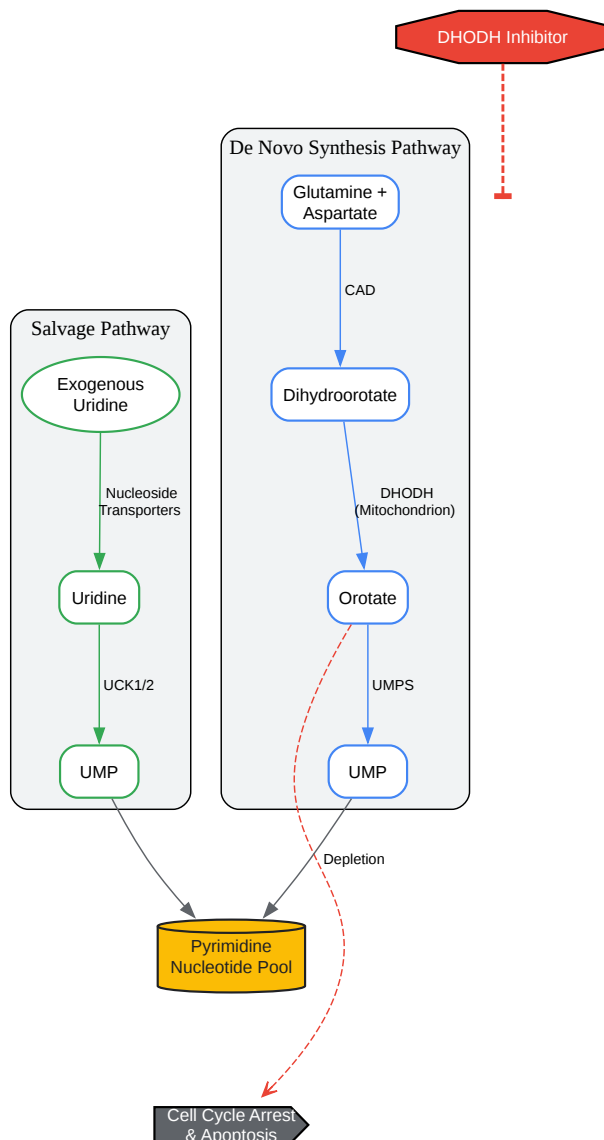 DHODH Inhibitor
De Novo Synthesis Pathway
Glutamine +
Aspartate
CAD
Salvage Pathway
Exogenous
Uridine
Dihydroorotate
Nucleoside
Transporters
DHODH
(Mitochondrion)
Uridine
Orotate
UCK1/2
UMPS
UMP
UMP
Depletion
Pyrimidine
Nucleotide Pool
Cell Cycle Arrest
& Apoptosis